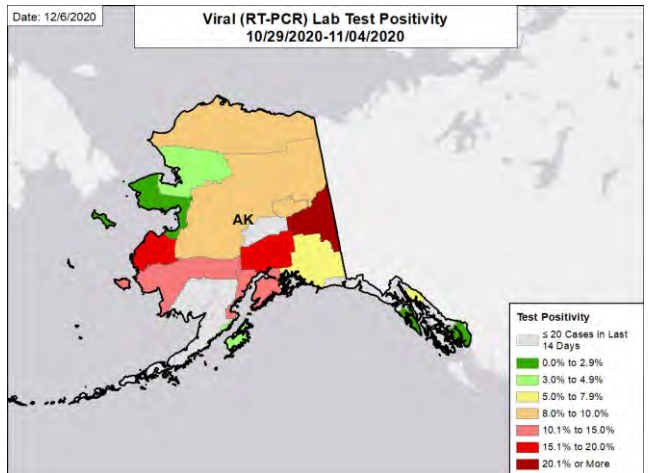 Date: 12/6/2020
Viral (RT-PCR) Lab Test Positivity
10/29/2020-11/04/2020
AK
Test Positivity
≤ 20 Cases in Last
14 Days
0.0% to 2.9%
3.0% to 4.9%
5.0% to 7.9%
8.0% to 10.0%
10.1% to 15.0%
15.1% to 20.0%
20.1% or More